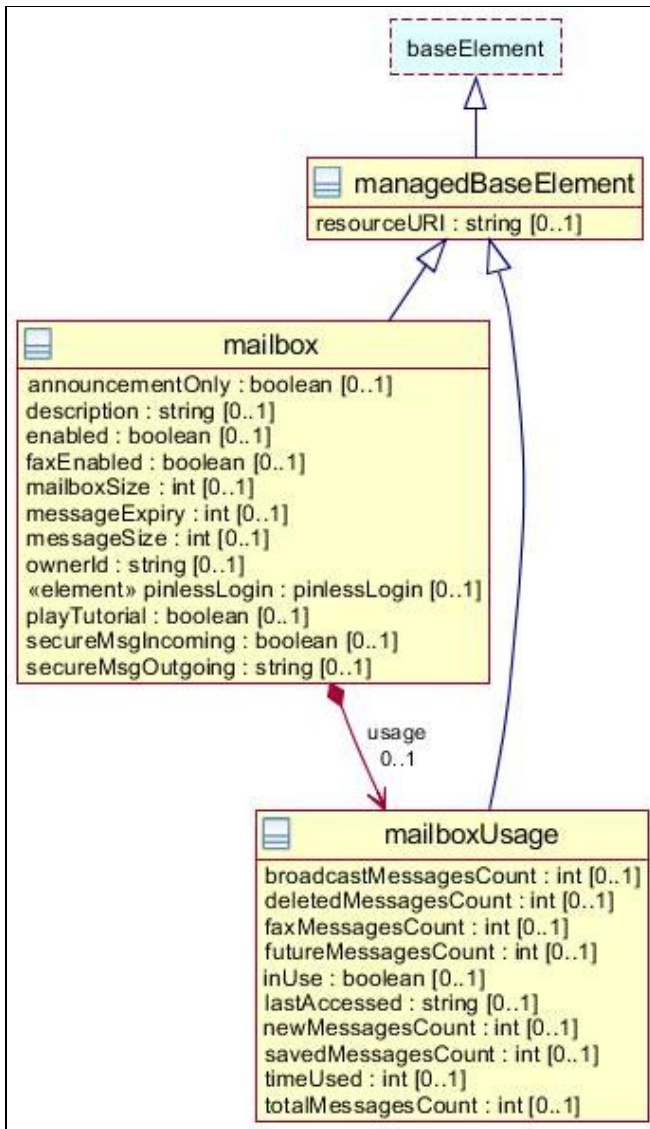 baseElement
managedBaseElement
resourceURI : string [0..1]
mailbox
announcementOnly : boolean [0..1]
description : string [0..1]
enabled : boolean [0..1]
faxEnabled : boolean [0..1]
mailboxSize : int [0..1]
messageExpiry : int [0..1]
messageSize : int [0..1]
ownerId : string [0..1]
«element» pinlessLogin : pinlessLogin [0..1]
playTutorial : boolean [0..1]
secureMsgIncoming : boolean [0..1]
secureMsgOutgoing : string [0..1]
usage
0..1
mailboxUsage
broadcastMessagesCount : int [0..1]
deletedMessagesCount : int [0..1]
faxMessagesCount : int [0..1]
futureMessagesCount : int [0..1]
inUse : boolean [0..1]
lastAccessed : string [0..1]
newMessagesCount : int [0..1]
savedMessagesCount : int [0..1]
timeUsed : int [0..1]
totalMessagesCount : int [0..1]